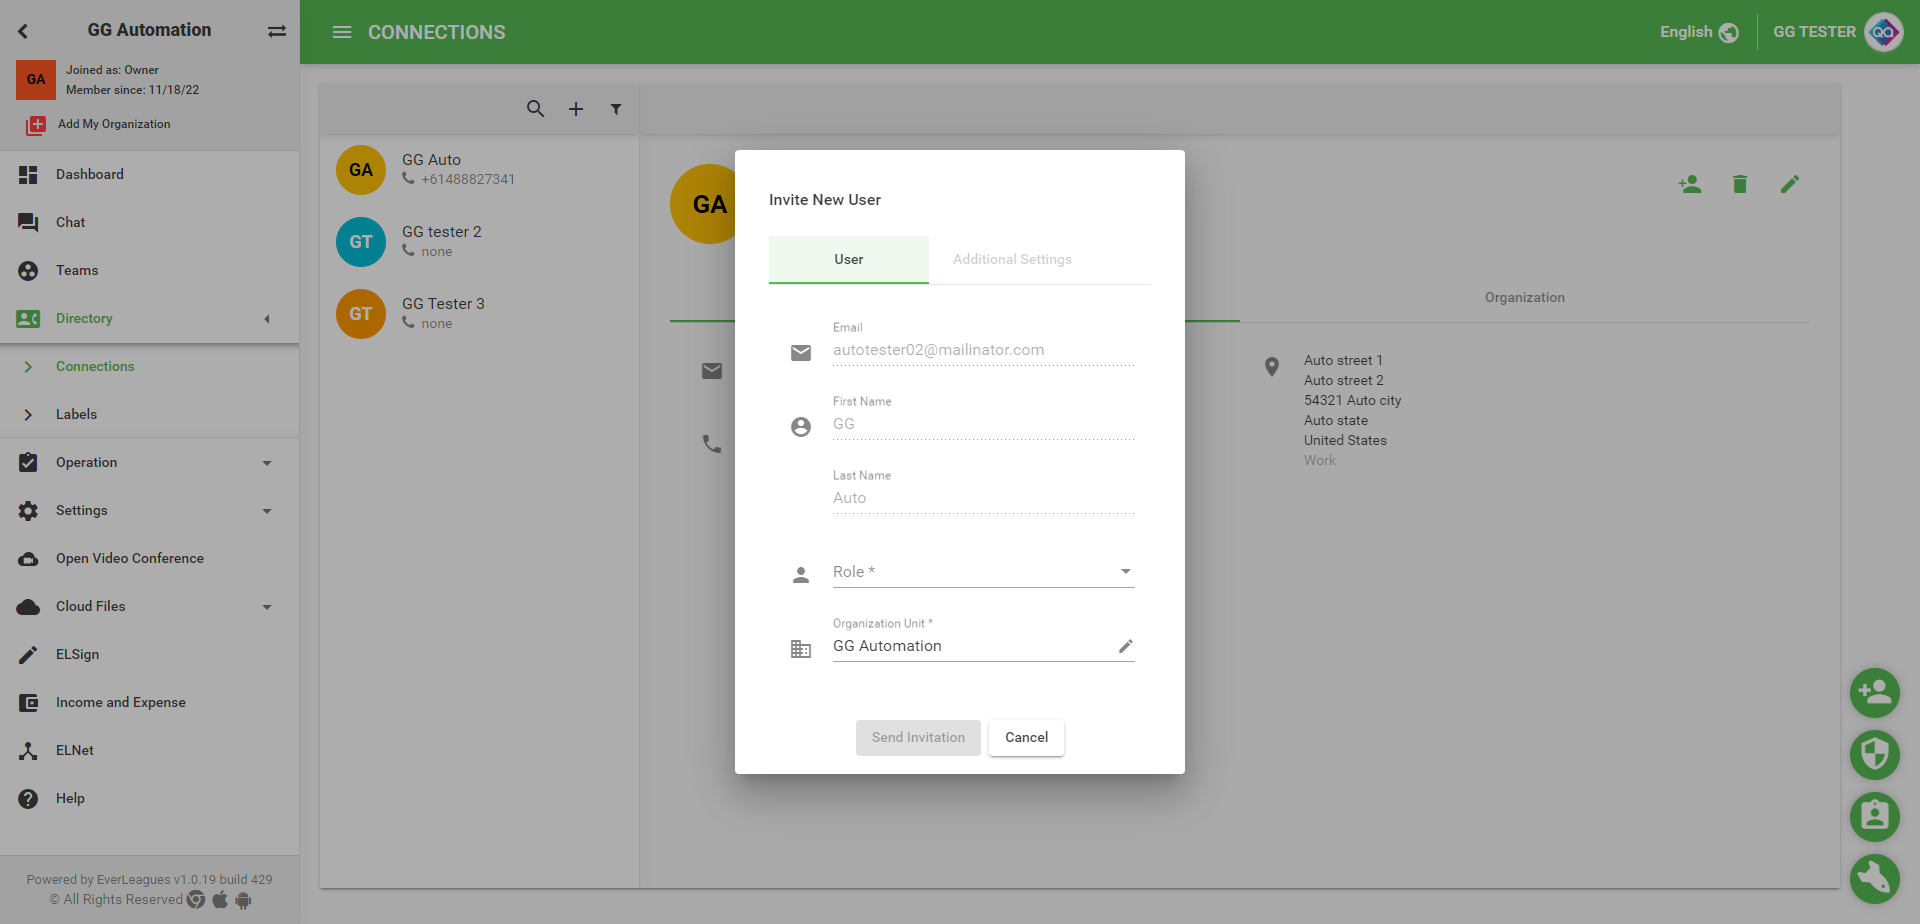 GG Automation
GA
Joined as: Owner
Member since: 11/18/22
Add My Organization
Dashboard
Chat
Teams
Directory
Connections
Labels
Operation
Settings
Open Video Conference
Cloud Files
ELSign
Income and Expense
ELNet
Help
Powered by EverLeagues v1.0.19 build 429
© All Rights Reserved
CONNECTIONS
English
GG TESTER
QA
GA
GG Auto
+61488827341
GT
GG tester 2
none
GT
GG Tester 3
none
GA
Organization
Auto street 1
Auto street 2
54321 Auto city
Auto state
United States
Work
Invite New User
User
Additional Settings
Email
autotester02@mailinator.com
First Name
GG
Last Name
Auto
Role *
Organization Unit *
GG Automation
Send Invitation
Cancel